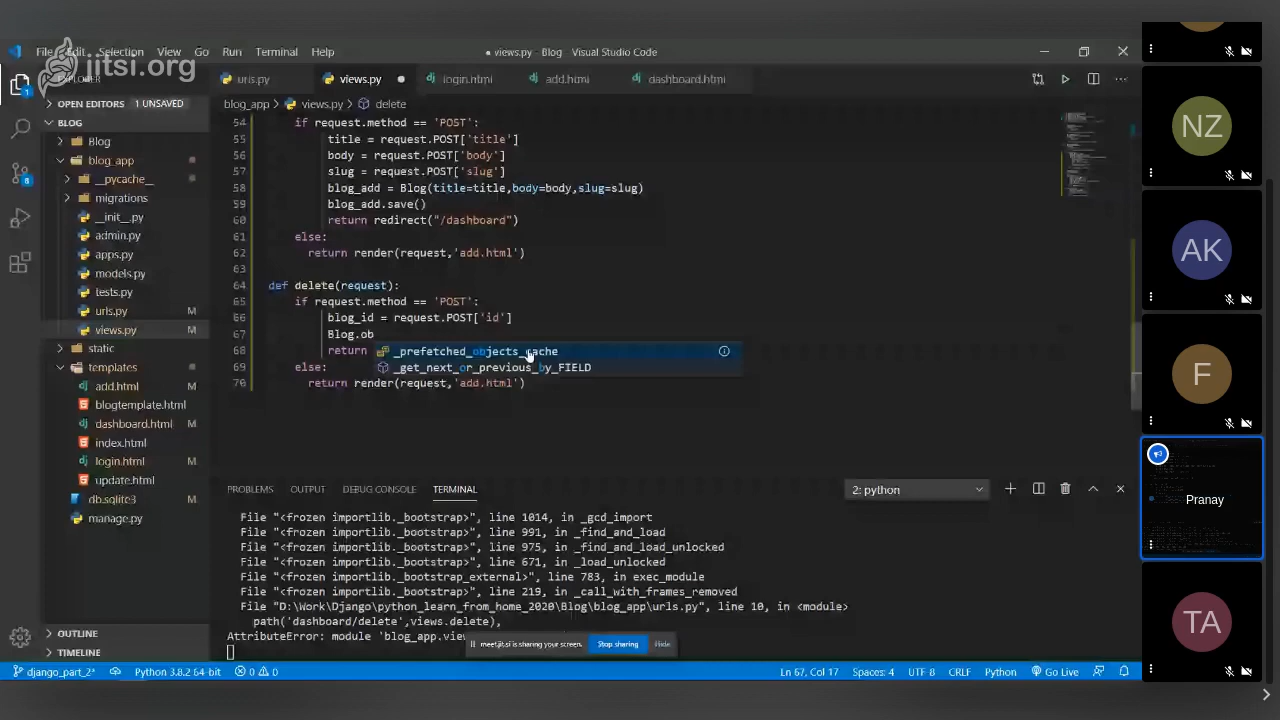 jitsi.org
File Edit Selection View Go Run Terminal Help
● views.py - Blog Visual Studio Code
EXPLORER
urls.py
views.py ●
login.html
add.html
dashboard.html
OPEN EDITORS 1 UNSAVED
blog_app > views.py > delete
BLOG
Blog
blog_app
__pycache__
migrations
__init__.py
admin.py
apps.py
models.py
tests.py
urls.py M
views.py M
static
templates
add.html M
blogtemplate.html
dashboard.html M
index.html
login.html M
update.html
db.sqlite3 M
manage.py
OUTLINE
TIMELINE
54 if request.method == 'POST':
55 title = request.POST['title']
56 body = request.POST['body']
57 slug = request.POST['slug']
58 blog_add = Blog(title=title,body=body,slug=slug)
59 blog_add.save()
60 return redirect("/dashboard")
61 else:
62 return render(request,'add.html')
63
64 def delete(request):
65 if request.method == 'POST':
66 blog_id = request.POST['id']
67 Blog.ob
68 return
69 else:
70 return render(request,'add.html')
_prefetched_objects_cache
_get_next_or_previous_by_FIELD
PROBLEMS OUTPUT DEBUG CONSOLE TERMINAL
2: python
File "<frozen importlib._bootstrap>", line 1014, in _gcd_import
File "<frozen importlib._bootstrap>", line 991, in _find_and_load
File "<frozen importlib._bootstrap>", line 975, in _find_and_load_unlocked
File "<frozen importlib._bootstrap>", line 671, in _load_unlocked
File "<frozen importlib._bootstrap_external>", line 783, in exec_module
File "<frozen importlib._bootstrap>", line 219, in _call_with_frames_removed
File "D:\Work\Django\python_learn_from_home_2020\Blog\blog_app\urls.py", line 10, in <module>
path('dashboard/delete',views.delete),
AttributeError: module 'blog_app.view
meet.jit.si is sharing your screen. Stop sharing Hide
django_part_2* Python 3.8.2 64-bit 0 0
Ln 67, Col 17 Spaces: 4 UTF-8 CRLF Python Go Live
NZ
AK
F
Pranay
TA